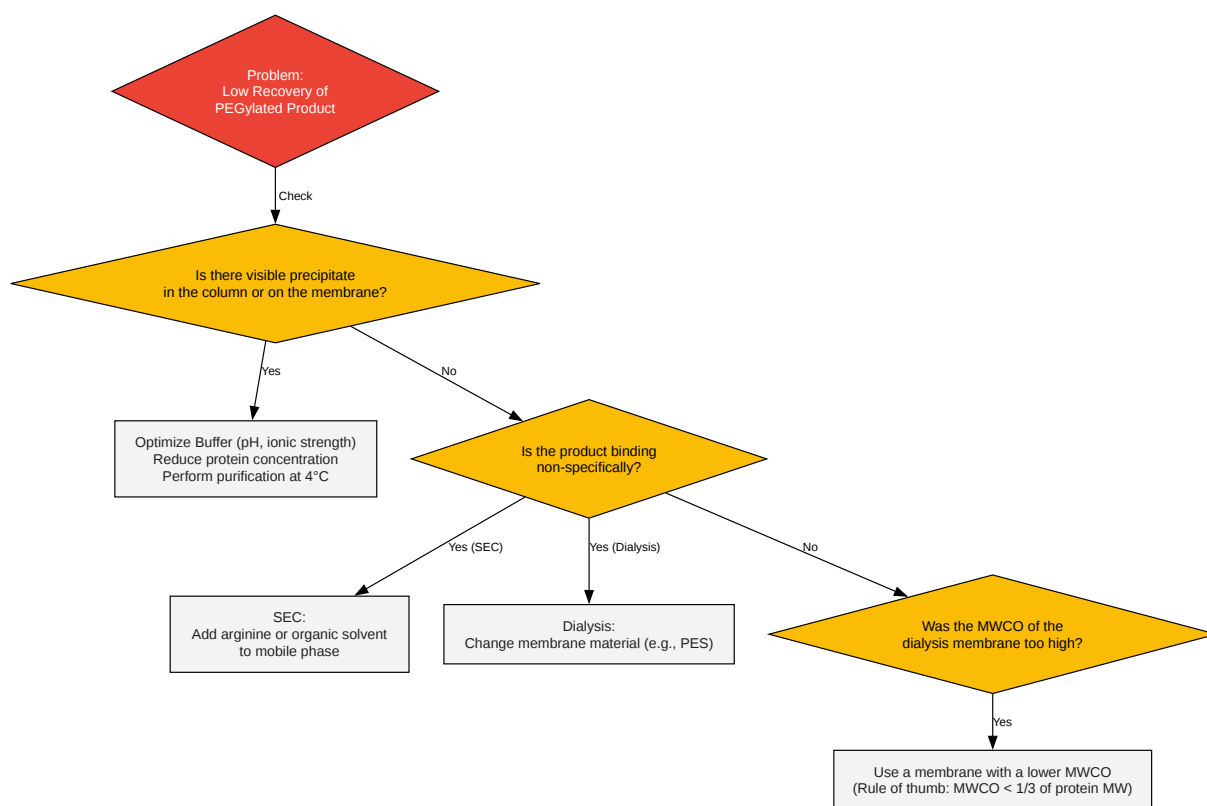 Problem:
Low Recovery of
PEGylated Product
Check
Is there visible precipitate
in the column or on the membrane?
Yes
No
Optimize Buffer (pH, ionic strength)
Reduce protein concentration
Perform purification at 4°C
Is the product binding
non-specifically?
Yes (SEC)
Yes (Dialysis)
No
SEC:
Add arginine or organic solvent
to mobile phase
Dialysis:
Change membrane material (e.g., PES)
Was the MWCO of the
dialysis membrane too high?
Yes
Use a membrane with a lower MWCO
(Rule of thumb: MWCO < 1/3 of protein MW)